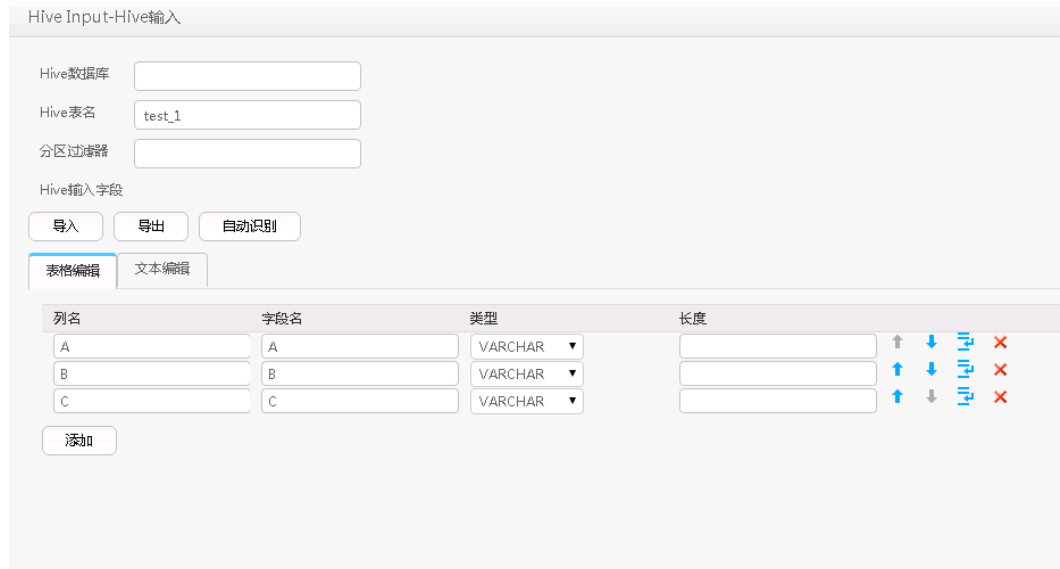 Hive Input-Hive输入
Hive数据库
Hive表名 test_1
分区过滤器
Hive输入字段
导入 导出 自动识别
表格编辑 文本编辑
列名 字段名 类型 长度
A A VARCHAR
B B VARCHAR
C C VARCHAR
添加